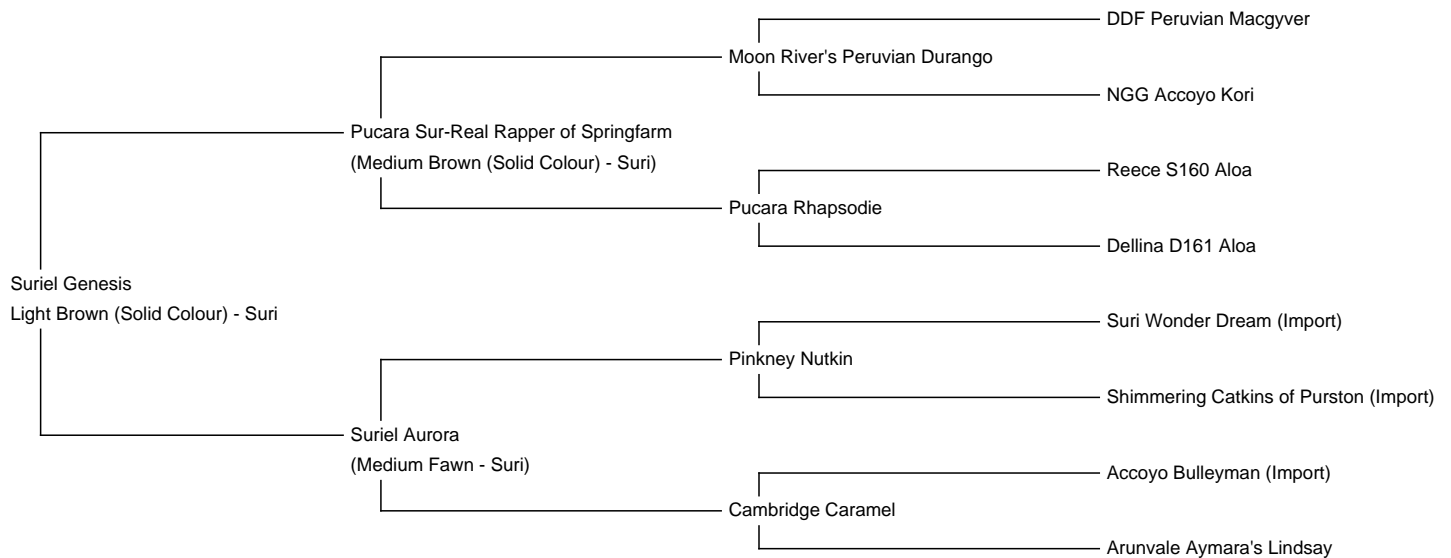 DDF Peruvian Macgyver
Moon River's Peruvian Durango
NGG Accoyo Kori
Pucara Sur-Real Rapper of Springfarm
(Medium Brown (Solid Colour) - Suri)
Reece S160 Aloa
Pucara Rhapsodie
Dellina D161 Aloa
Suriel Genesis
Light Brown (Solid Colour) - Suri
Suri Wonder Dream (Import)
Pinkney Nutkin
Shimmering Catkins of Purston (Import)
Suriel Aurora
(Medium Fawn - Suri)
Accoyo Bulleyman (Import)
Cambridge Caramel
Arunvale Aymara's Lindsay